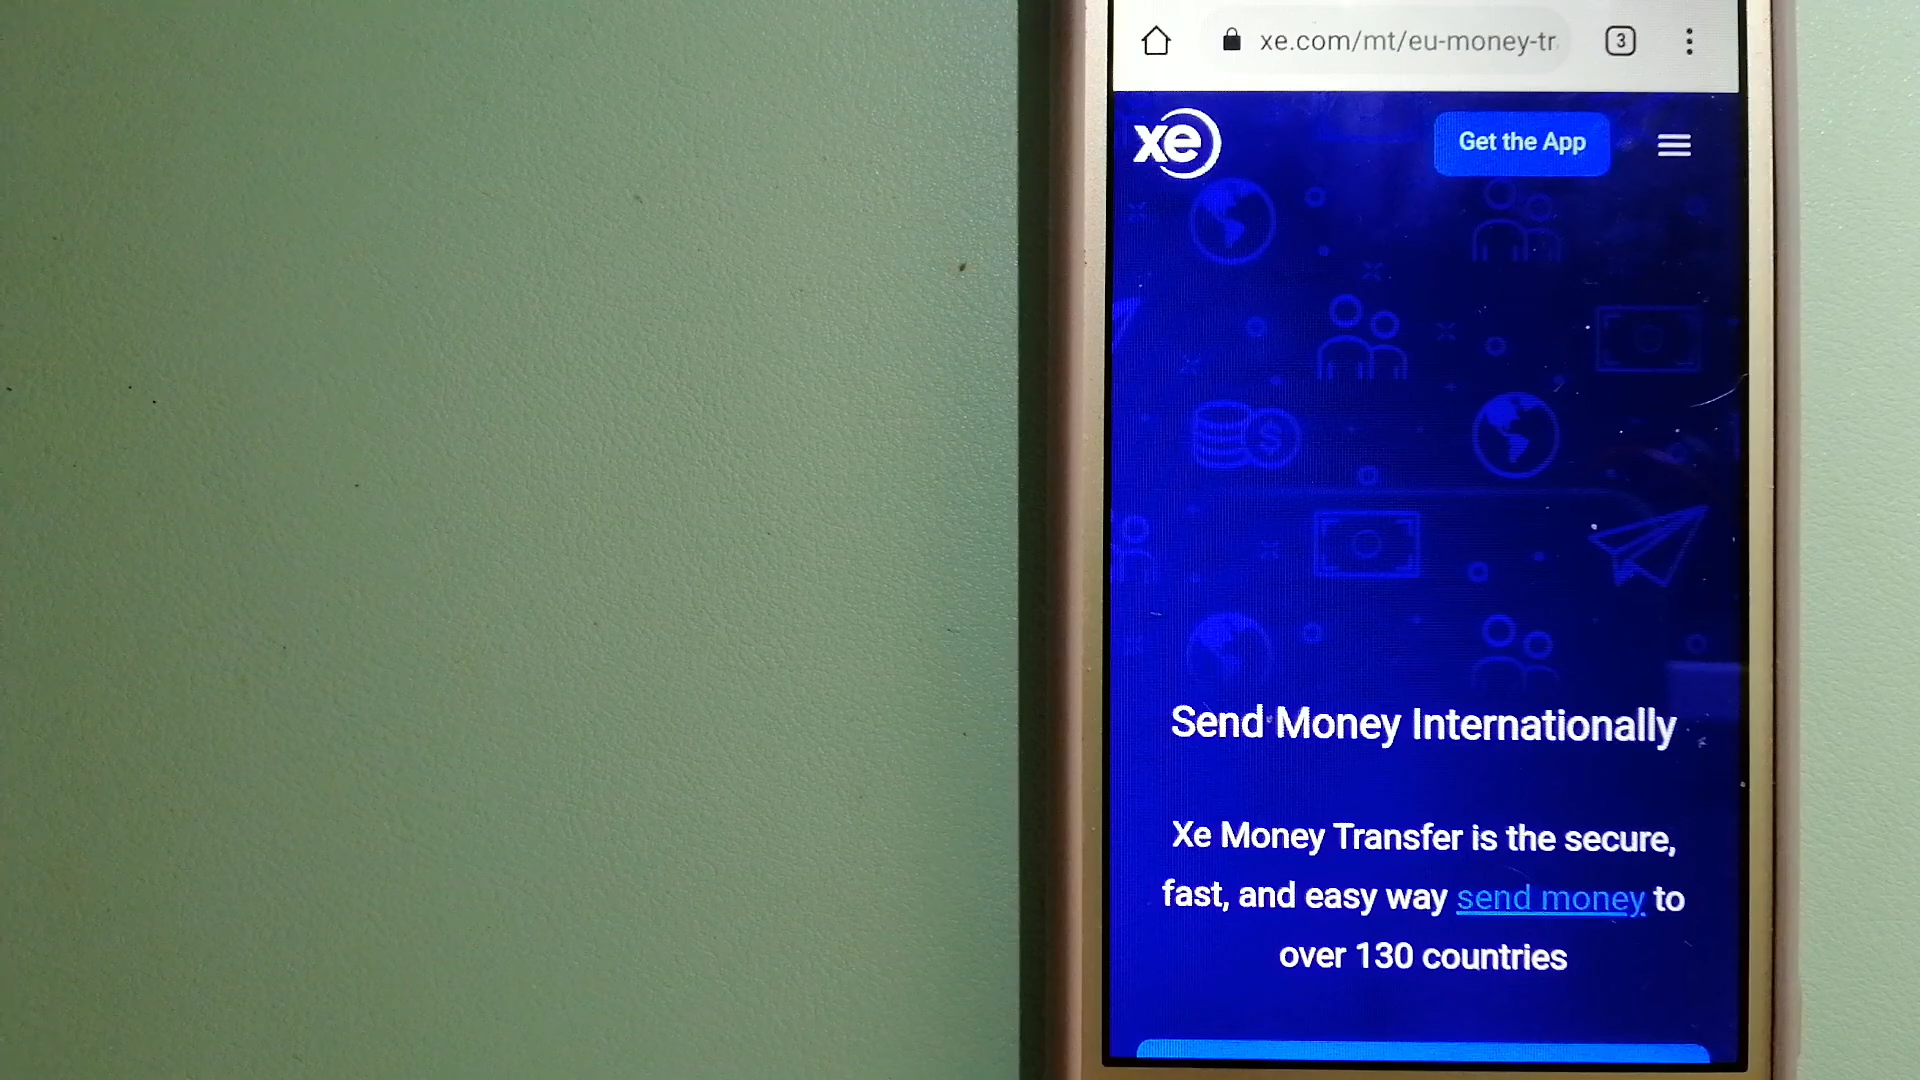 xe.com/mt/eu-money-tr
3
xe
Get the App
$
Send Money Internationally
Xe Money Transfer is the secure,
fast, and easy way send money to
over 130 countries